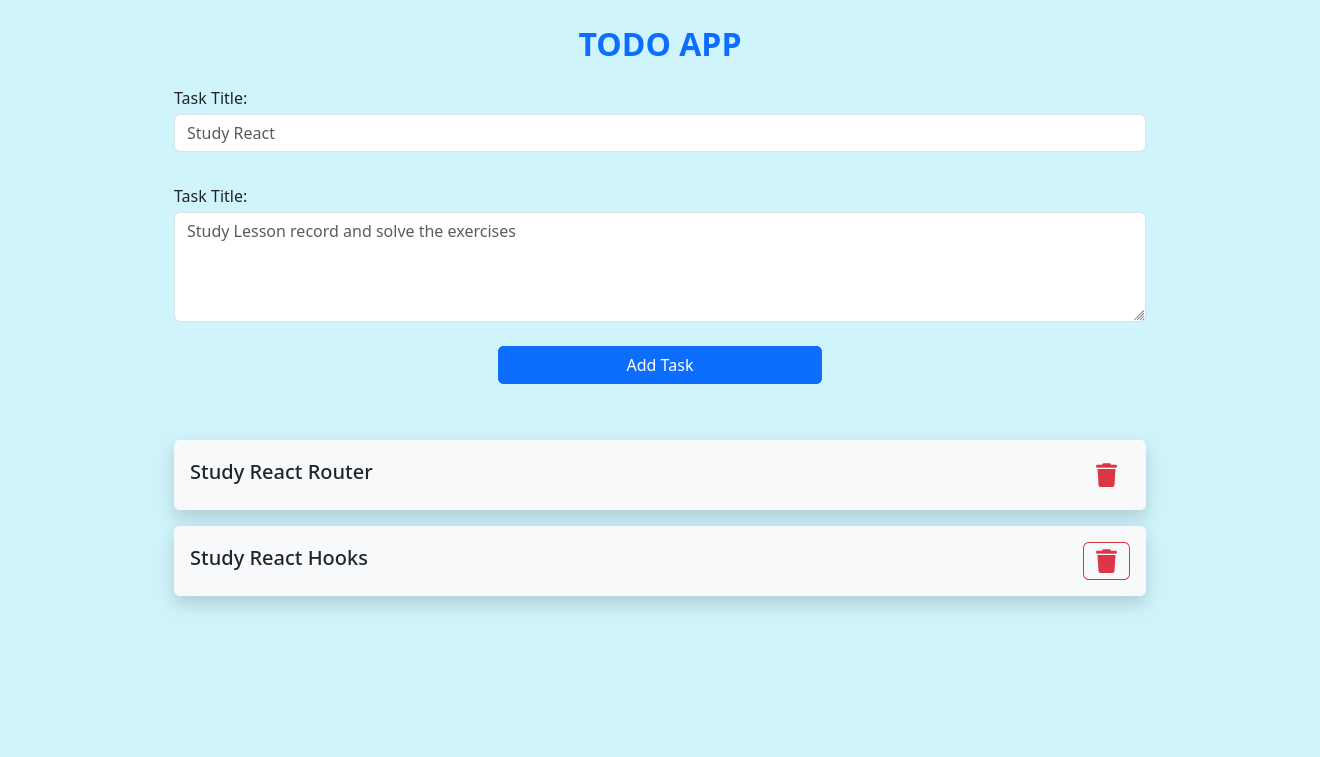 TODO APP
Task Title:
Study React
Task Title:
Study Lesson record and solve the exercises
Add Task
Study React Router
Study React Hooks